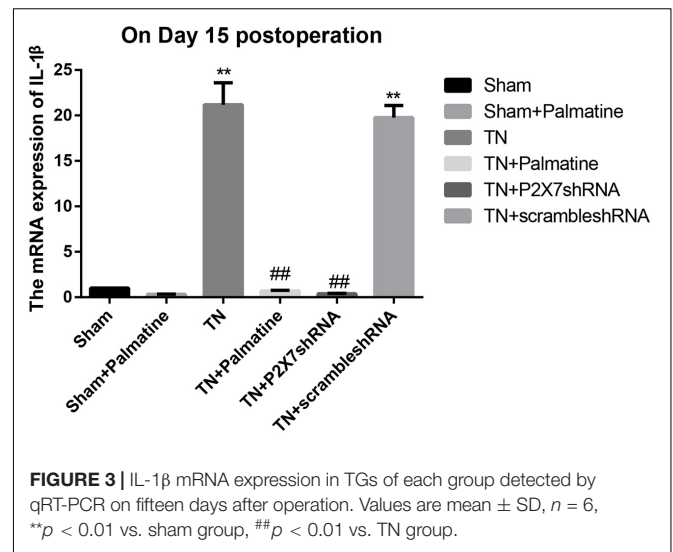 On Day 15 postoperation
The mRNA expression of IL-1β
25
20
15
10
5
0
**
##
##
**
Sham
Sham+Palmatine
TN
TN+Palmatine
TN+P2X7shRNA
TN+scrambleshRNA
Sham
Sham+Palmatine
TN
TN+Palmatine
TN+P2X7shRNA
TN+scrambleshRNA
FIGURE 3 | IL-1β mRNA expression in TGs of each group detected by
qRT-PCR on fifteen days after operation. Values are mean ± SD, n = 6,
**p < 0.01 vs. sham group, ##p < 0.01 vs. TN group.